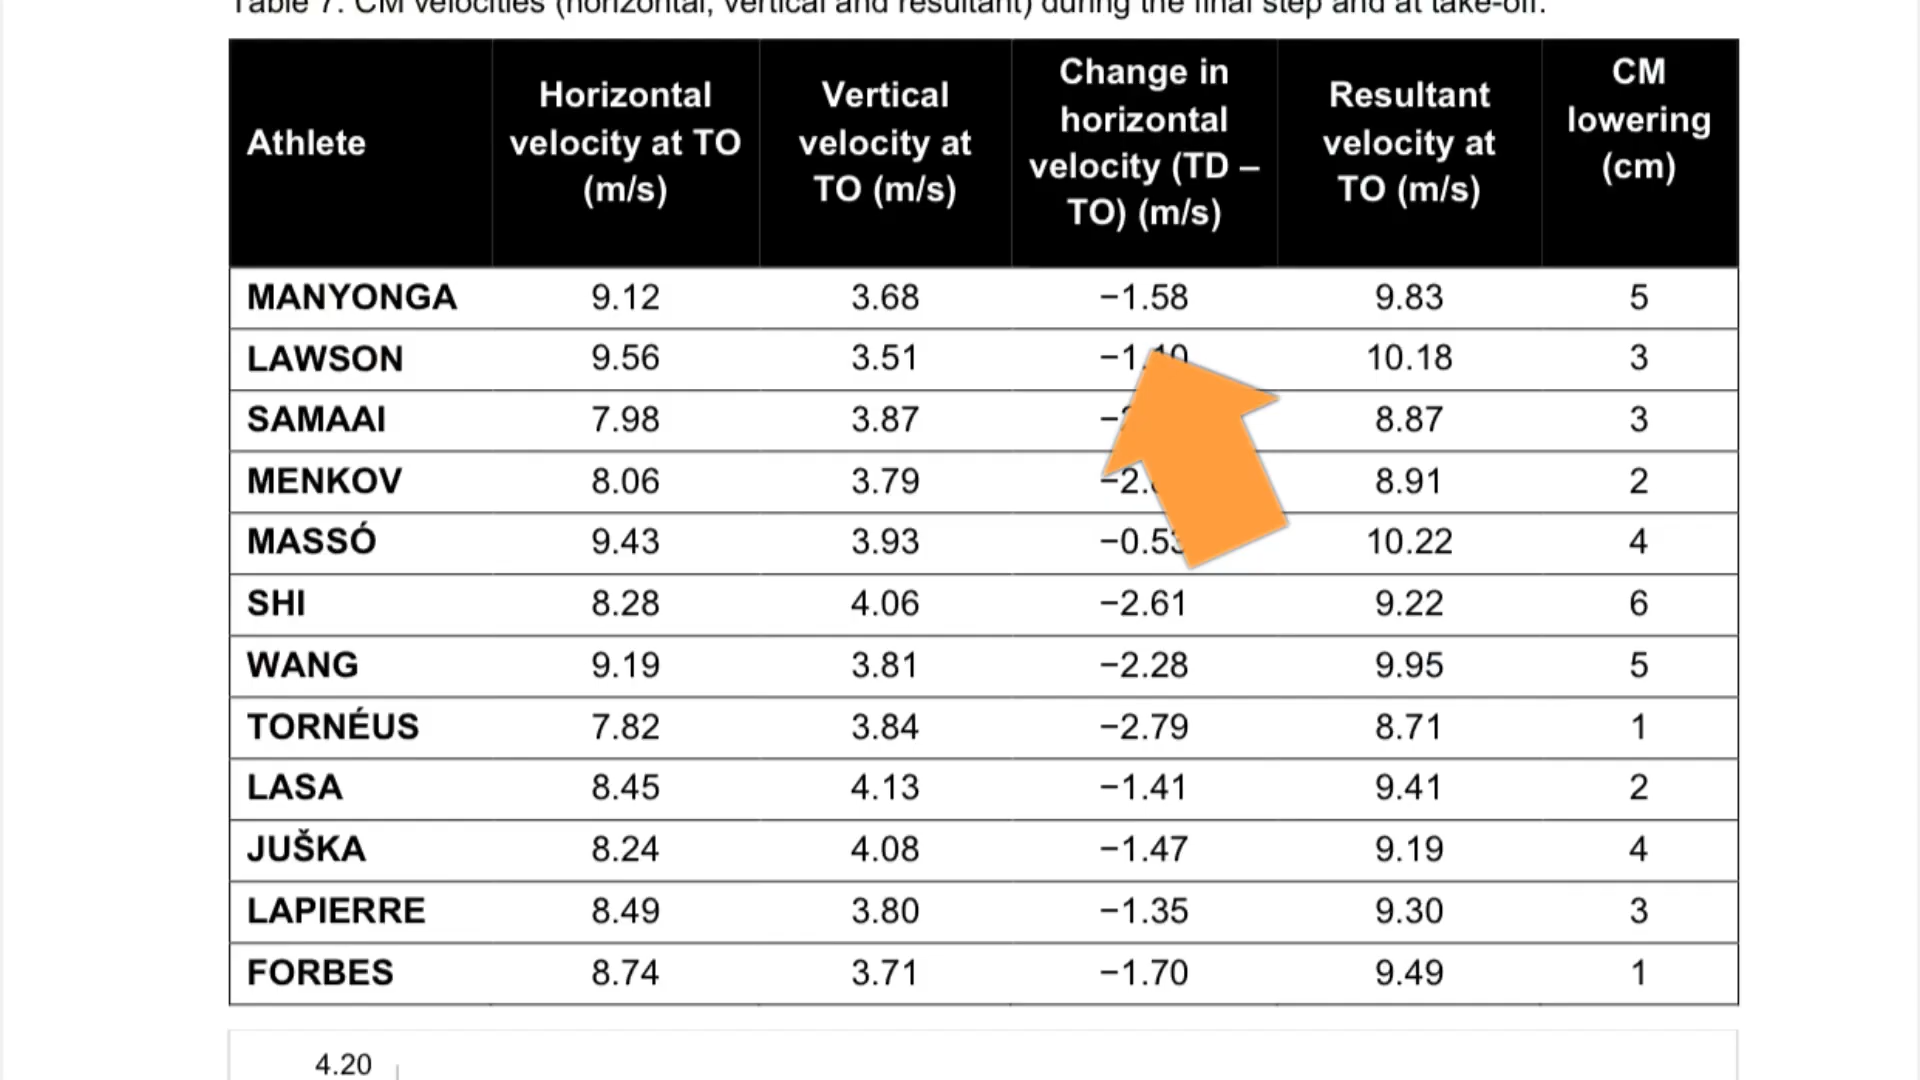 Table 7. CM velocities (horizontal, vertical and resultant) during the final step and at take-off.
Athlete Horizontal velocity at TO (m/s) Vertical velocity at TO (m/s) Change in horizontal velocity (TD – TO) (m/s) Resultant velocity at TO (m/s) CM lowering (cm)
MANYONGA 9.12 3.68 −1.58 9.83 5
LAWSON 9.56 3.51 10.18 3
SAMAAI 7.98 3.87 8.87 3
MENKOV 8.06 3.79 8.91 2
MASSÓ 9.43 3.93 −0.53 10.22 4
SHI 8.28 4.06 −2.61 9.22 6
WANG 9.19 3.81 −2.28 9.95 5
TORNÉUS 7.82 3.84 −2.79 8.71 1
LASA 8.45 4.13 −1.41 9.41 2
JUŠKA 8.24 4.08 −1.47 9.19 4
LAPIERRE 8.49 3.80 −1.35 9.30 3
FORBES 8.74 3.71 −1.70 9.49 1
4.20